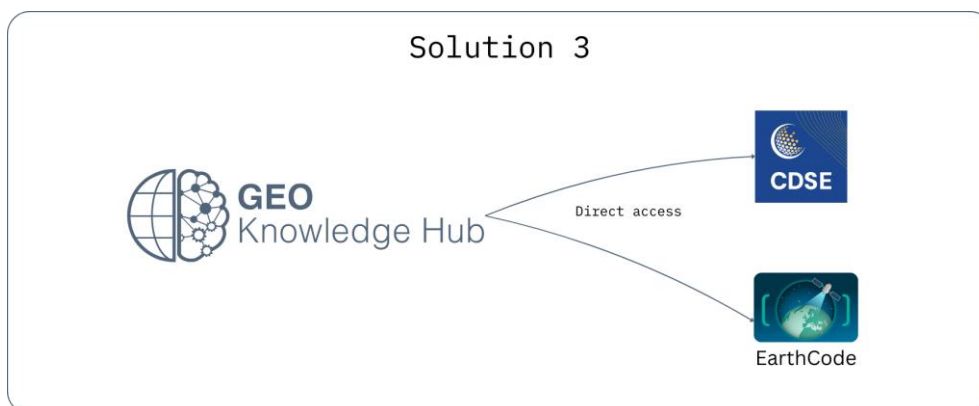 Solution 3
GEO
Knowledge Hub
Direct access
CDSE
EarthCode